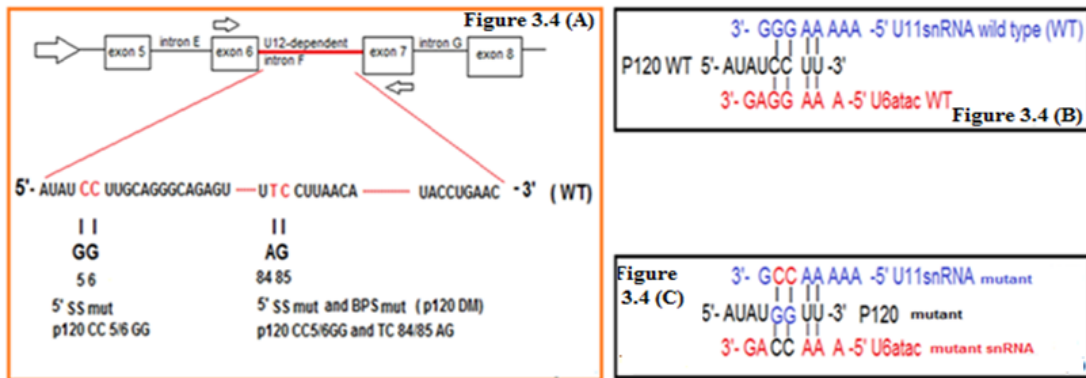 Figure 3.4 (A)
exon 5 intron E exon 6 U12-dependent intron F exon 7 intron G exon 8
5'- AUAU CC UUGCAGGGCAGAGU UTC CUUAACA UACCUGAAC -3' (WT)
GG AG
5 6 84 85
5' SS mut 5' SS mut and BPS mut (p120 DM)
p120 CC 5/6 GG p120 CC5/6GG and TC 84/85 AG
3'- GGG AA AAA -5' U11snRNA wild type (WT)
P120 WT 5'- AUAUCC UU -3'
3'- GAGG AA A -5' U6atac WT
Figure 3.4 (B)
Figure 3.4 (C)
3'- GCC AA AAA -5' U11snRNA mutant
5'- AUAUGG UU -3' P120 mutant
3'- GACC AA A -5' U6atac mutant snRNA